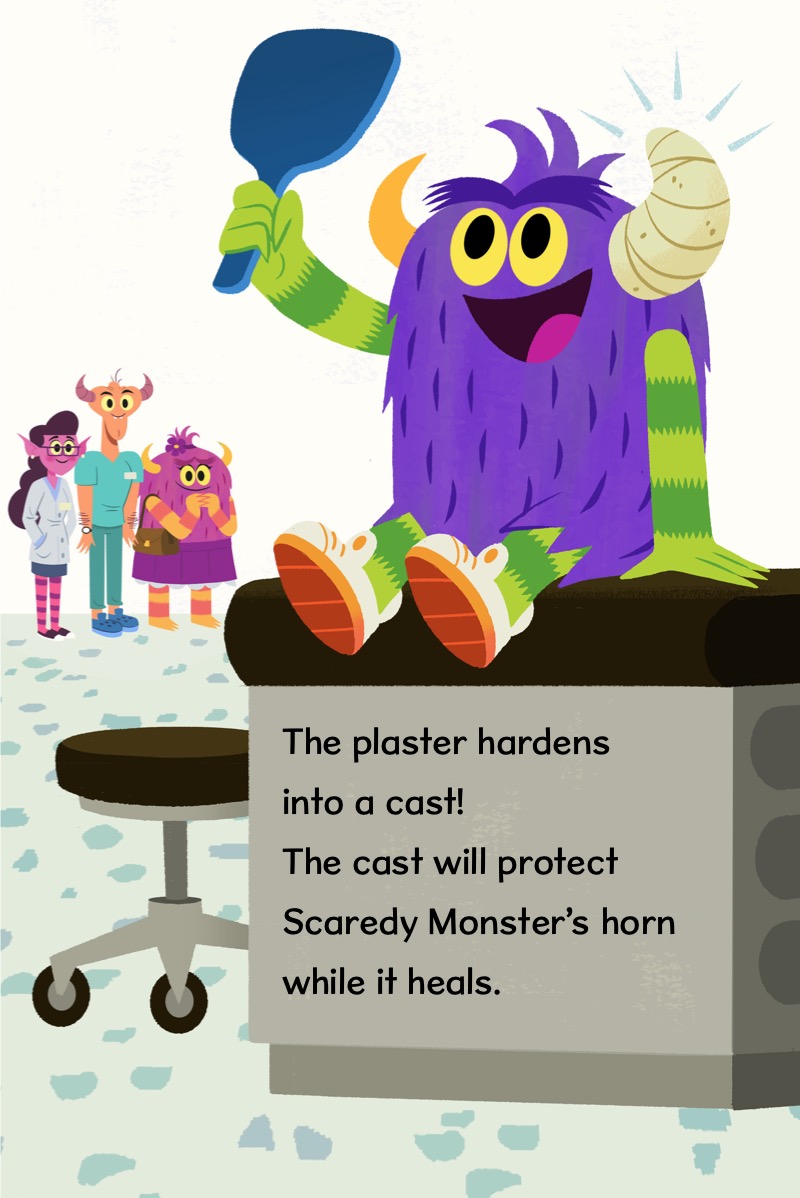 The plaster hardens
into a cast!
The cast will protect
Scaredy Monster’s horn
while it heals.